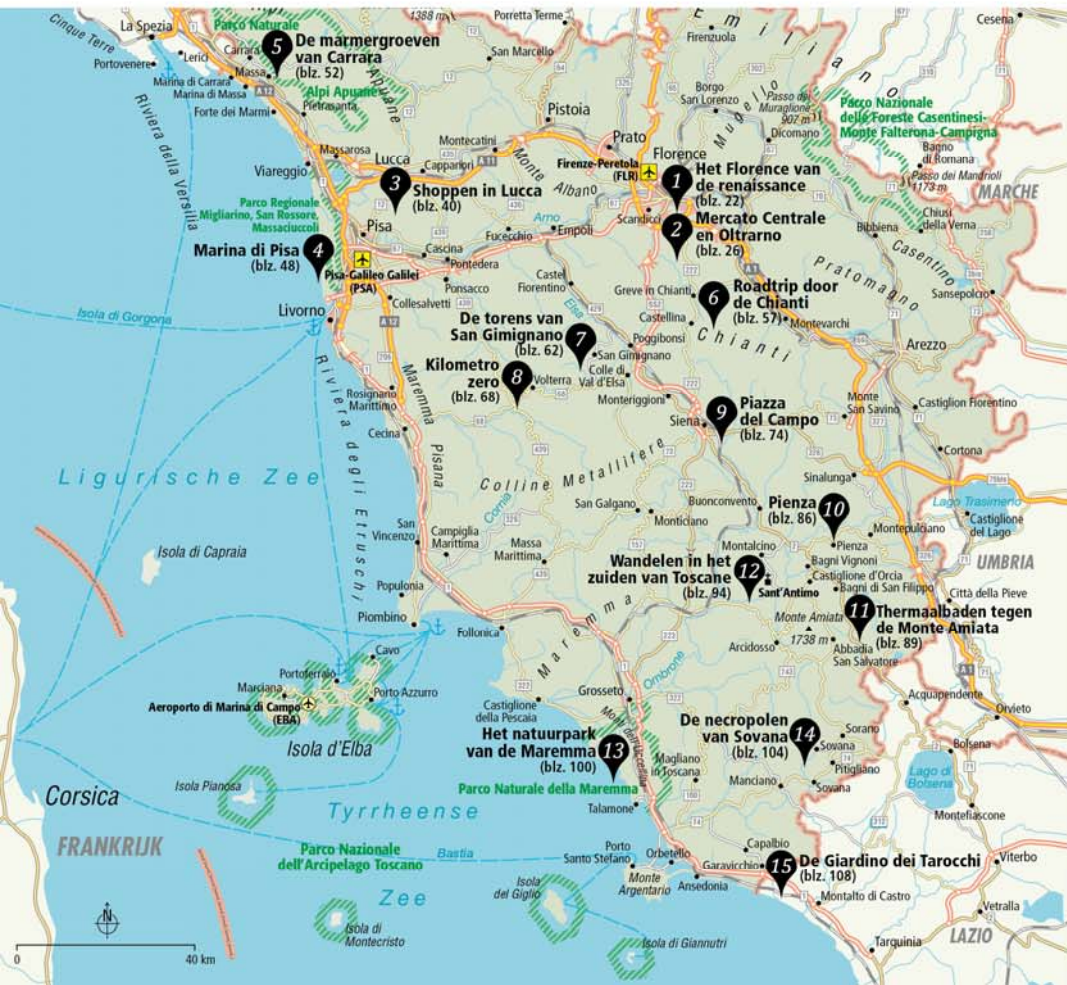 1388 m
Porretta Terme
Firenzuola
Cesena
La Spezia
Cinque Terre
Portovenere
Lerici
Parco Naturale
Carrara
Massa
Marina di Carrara
Marina di Massa
Forte dei Marmi
Pietrasanta
Alpi Apuane
Apuane
5
De marmergroeven
van Carrara
(blz. 52)
San Marcello
Emiliano
Borgo
San Lorenzo
Mugello
Passo del
Muraglione
907 m
Dicomano
Parco Nazionale
delle Foreste Casentinesi-
Monte Falterona-Campigna
Bagno
di Romana
Passo dei Mandrioli
1173 m
MARCHE
Riviera della Versilia
Pistoia
Prato
Montecatini
Monte
Albano
Massarosa
Lucca
Cappannori
Viareggio
Firenze-Peretola
(FLR)
Florence
1
Het Florence van
de renaissance
(blz. 22)
Scandicci
2
Mercato Centrale
en Oltrarno
(blz. 26)
3
Shoppen in Lucca
(blz. 40)
Parco Regionale
Migliarino, San Rossore,
Massaciuccoli
Pisa
Arno
Empoli
Fucecchio
Cascina
Pontedera
Ponsacco
4
Marina di Pisa
(blz. 48)
Pisa-Galileo Galilei
(PSA)
Collesalvetti
Livorno
Isola di Gorgona
Bibbiena
Chiusi
della Verna
Casentino
Pratomagno
Sansepolcro
Castel
Fiorentino
Elsa
Greve in Chianti
Castellina
6
Roadtrip door
de Chianti
(blz. 57)
Montevarchi
Chianti
Arezzo
De torens van
San Gimignano
(blz. 62)
7
Poggibonsi
San Gimignano
Colle di
Val d'Elsa
Monteriggioni
Kilometro
zero
(blz. 68)
8
Volterra
Rosignano
Marittimo
Maremma
Pisana
Cecina
Riviera degli Etruschi
Siena
9
Piazza
del Campo
(blz. 74)
Monte
San Savino
Castiglion Fiorentino
Cortona
Ligurische Zee
Colline Metallifere
Cornia
San Galgano
Monticiano
Buonconvento
Sinalunga
Lago Trasimeno
Castiglione
del Lago
Pienza
(blz. 86)
10
Montepulciano
Pienza
UMBRIA
San
Vincenzo
Campiglia
Marittima
Massa
Marittima
Isola di Capraia
Wandelen in het
zuiden van Toscane
(blz. 94)
12
Montalcino
Sant'Antimo
Bagni Vignoni
Castiglione d'Orcia
Bagni di San Filippo
Città della Pieve
Monte Amiata
1738 m
11
Thermaalbaden tegen
de Monte Amiata
(blz. 89)
Abbadia
San Salvatore
Arcidosso
Populonia
Piombino
Follonica
Maremma
Cavo
Portoferraio
Marciana
Porto Azzurro
Aeroporto di Marina di Campo
(EBA)
Isola d'Elba
Grosseto
Ombrone
Castiglione
della Pescaia
Monti dell'Uccellina
Acquapendente
Orvieto
Het natuurpark
van de Maremma
(blz. 100)
13
Parco Naturale della Maremma
De necropolen
van Sovana
(blz. 104)
14
Sorano
Sovana
Pitigliano
Sovana
Magliano
in Toscana
Manciano
Bolsena
Lago di
Bolsena
Montefiascone
Isola Pianosa
Corsica
FRANKRIJK
Tyrrheense
Zee
Talamone
Parco Nazionale
dell'Arcipelago Toscano
Bastia
Porto
Santo Stefano
Orbetello
Monte
Argentario
Ansedonia
Capalbio
Garavicchio
15
De Giardino dei Tarocchi
(blz. 108)
Viterbo
Montalto di Castro
Vetralla
Isola
del Giglio
Isola di
Montecristo
Isola di Giannutri
Tarquinia
LAZIO
N
0
40 km
A 12
A 11
A 1
A 12
A 1